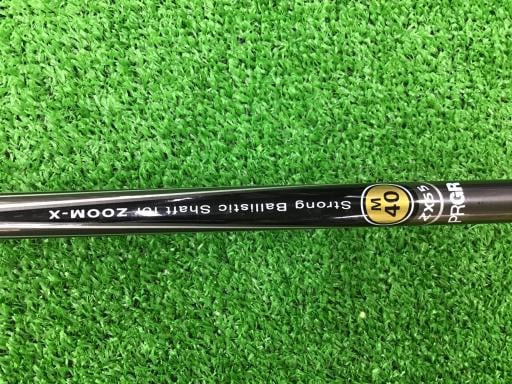 PRGR
M
40
Strong Ballistic Shaft for ZOOM-X